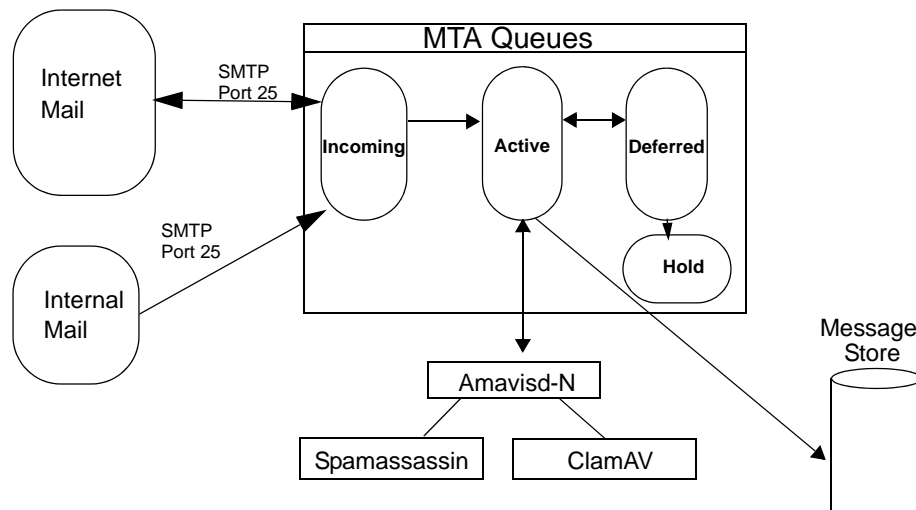 MTA Queues
Internet
Mail
SMTP
Port 25
Incoming
Active
Deferred
Hold
SMTP
Port 25
Internal
Mail
Amavisd-N
Spamassassin
ClamAV
Message
Store